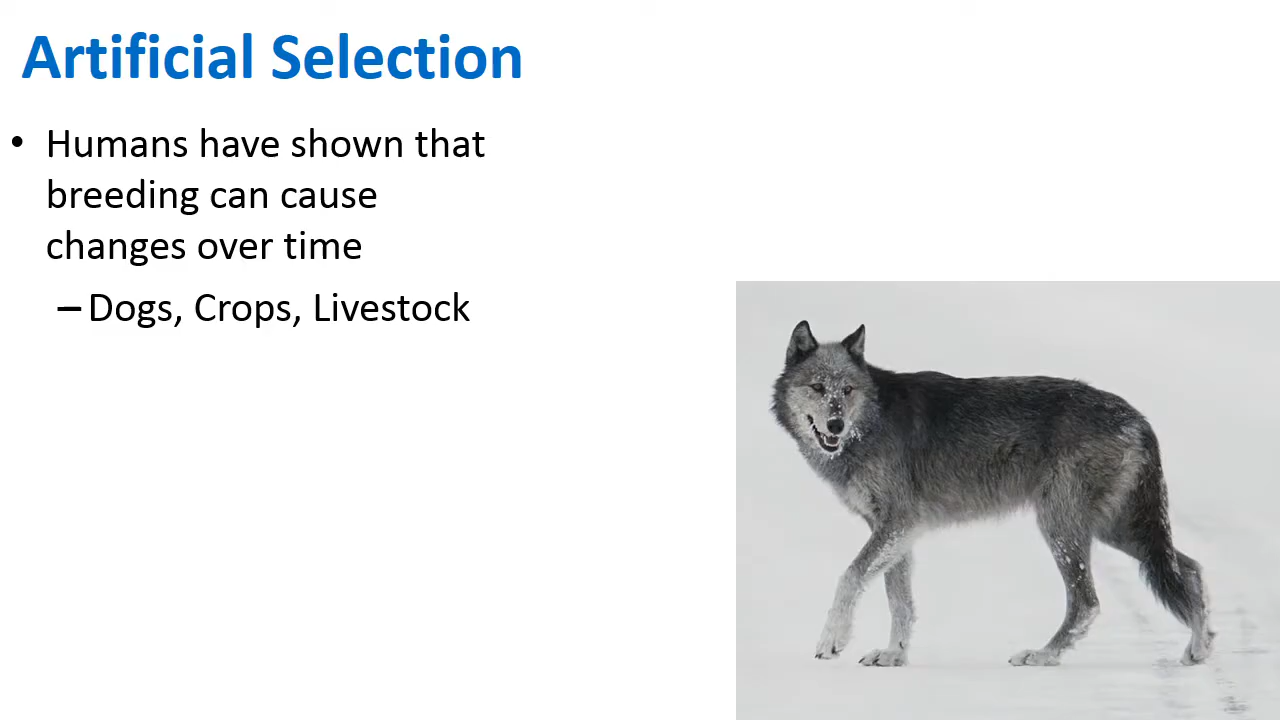 Artificial Selection
• Humans have shown that
breeding can cause
changes over time
– Dogs, Crops, Livestock